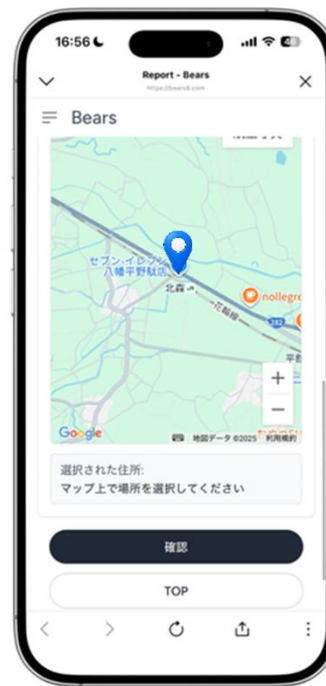 16:56
46
Report - Bears
https://bears8.com
Bears
セブン-イレブン
八幡平野駄店
北森
花輪線
nollegre
282
平舘
+
−
Google
地図データ ©2025
利用規約
選択された住所:
マップ上で場所を選択してください
確認
TOP